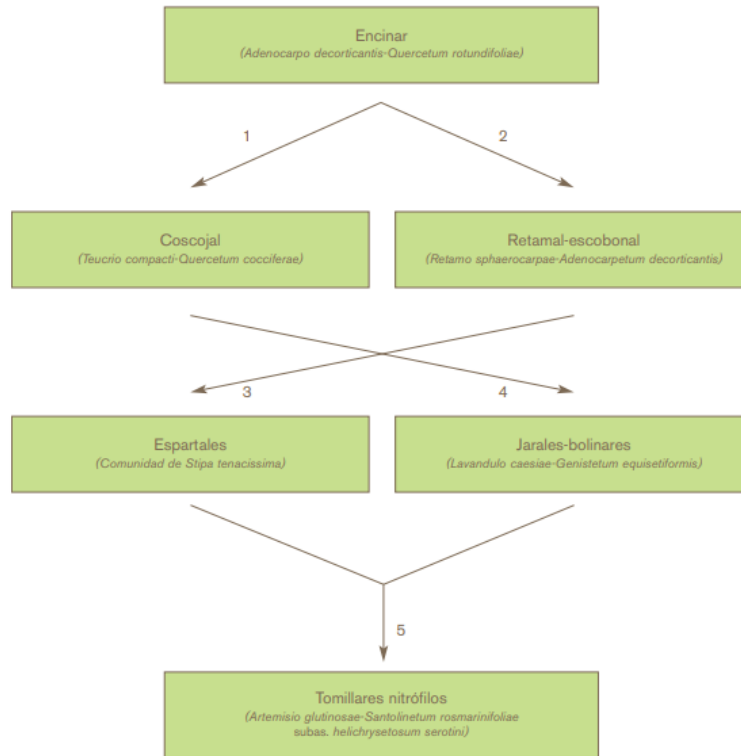 Encinar
(Adenocarpo decorticantis-Quercetum rotundifoliae)
1
2
Coscojal
(Teucrio compacti-Quercetum cocciferae)
Retamal-escobonal
(Retamo sphaerocarpae-Adenocarpetum decorticantis)
3
4
Espartales
(Comunidad de Stipa tenacissima)
Jarales-bolinares
(Lavandulo caesiae-Genistetum equisetiformis)
5
Tomillares nitrófilos
(Artemisio glutinosae-Santolinetum rosmarinifoliae
subas. helichrysetosum serotini)